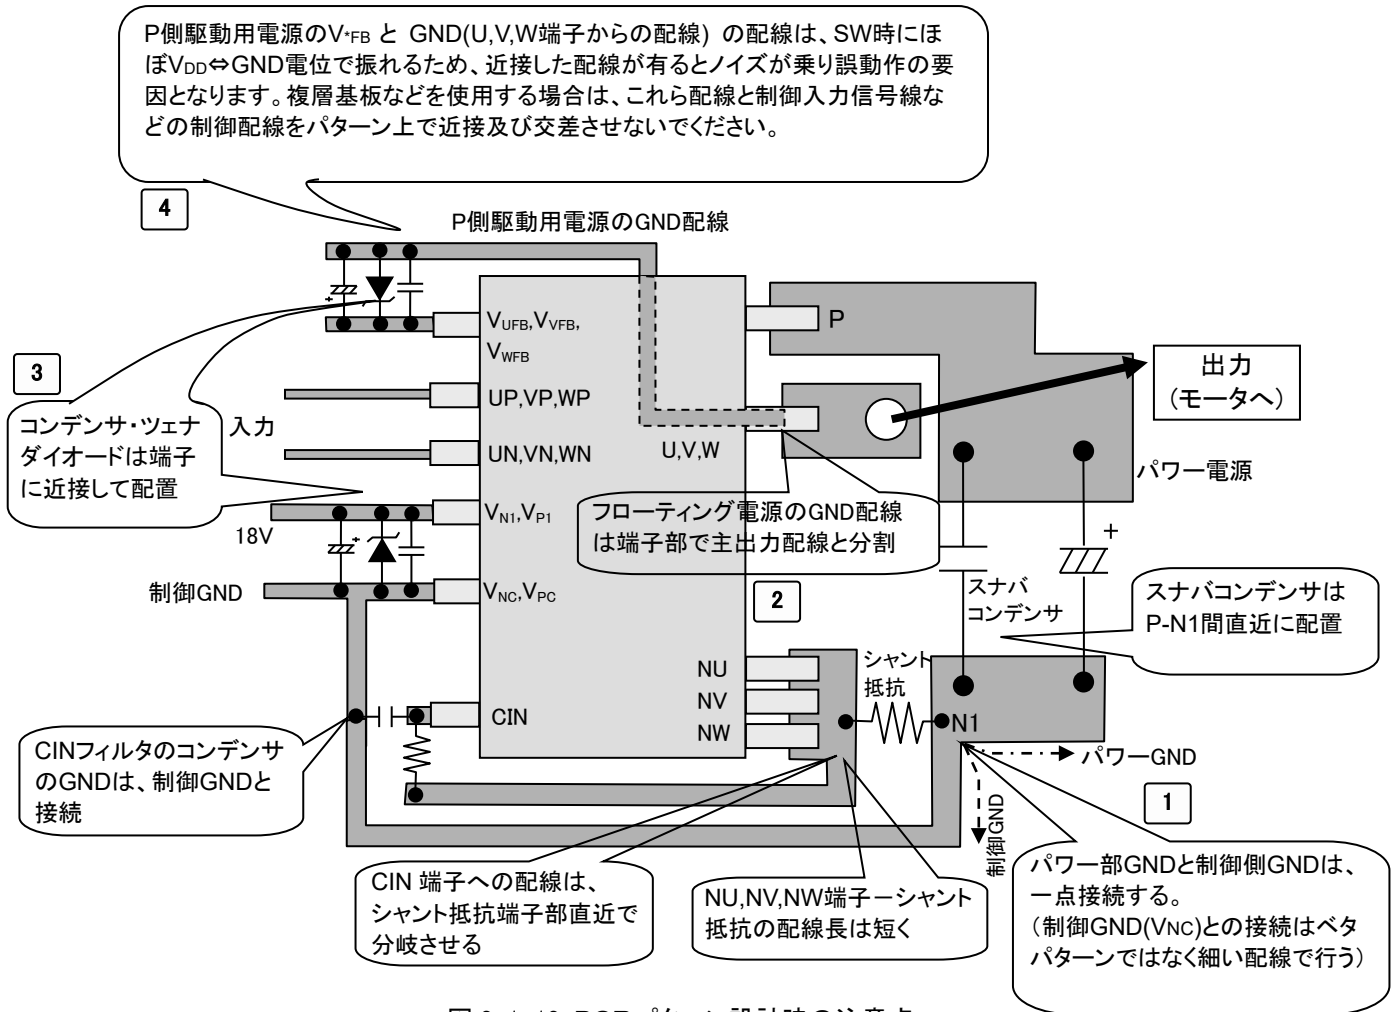 P側駆動用電源のV*FB と GND(U,V,W端子からの配線) の配線は、SW時にほ
ぼVDD⇔GND電位で振れるため、近接した配線が有るとノイズが乗り誤動作の要
因となります。複層基板などを使用する場合は、これら配線と制御入力信号線な
どの制御配線をパターン上で近接及び交差させないでください。
4
P側駆動用電源のGND配線
VUFB,VVFB,
VWFB
P
3
出力
(モータへ)
UP,VP,WP
コンデンサ・ツェナ
ダイオードは端子
に近接して配置
入力
UN,VN,WN
U,V,W
パワー電源
VN1,VP1
18V
フローティング電源のGND配線
は端子部で主出力配線と分割
制御GND
VNC,VPC
2
スナバ
コンデンサ
スナバコンデンサは
P-N1間直近に配置
NU
NV
NW
シャント
抵抗
CIN
N1
CINフィルタのコンデンサ
のGNDは、制御GNDと
接続
パワーGND
制御GND
1
CIN 端子への配線は、
シャント抵抗端子部直近で
分岐させる
NU,NV,NW端子－シャント
抵抗の配線長は短く
パワー部GNDと制御側GNDは、
一点接続する。
(制御GND(VNC)との接続はベタ
パターンではなく細い配線で行う)